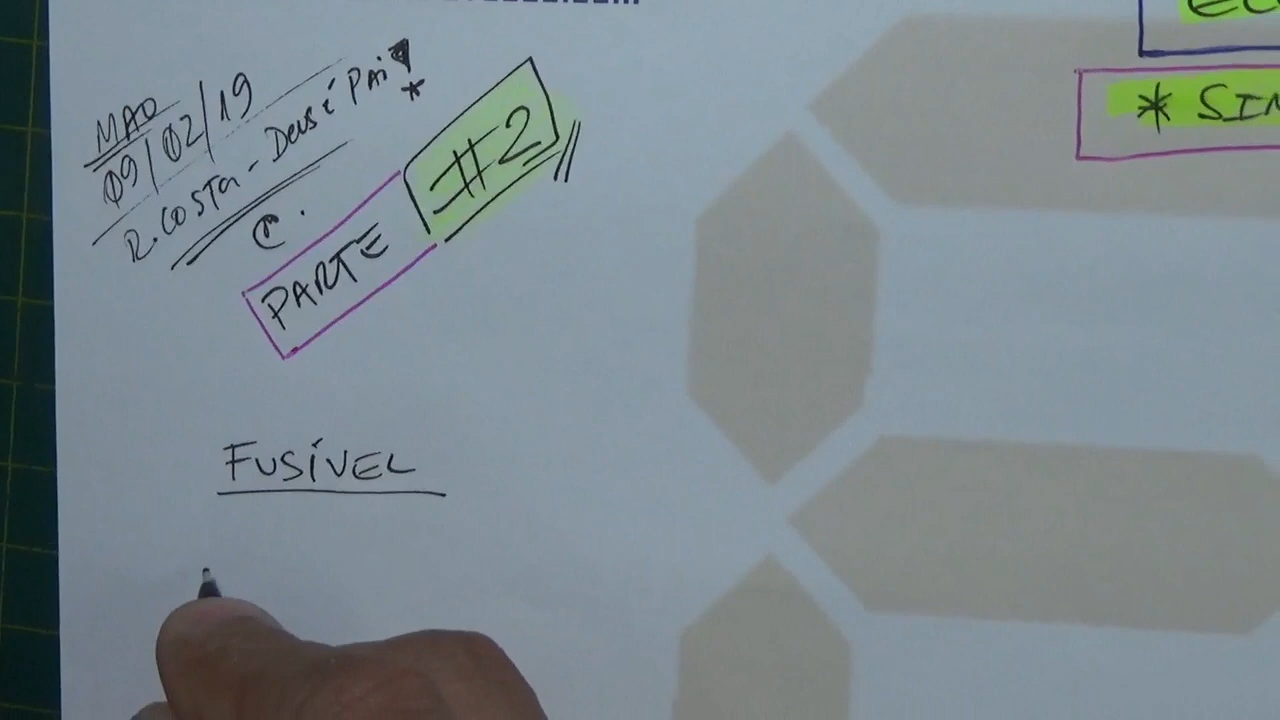 MAO
09/02/19
R. COSTA - Deus é PAi!
*
C.
PARTE #2
* SIN
FUSÍVEL